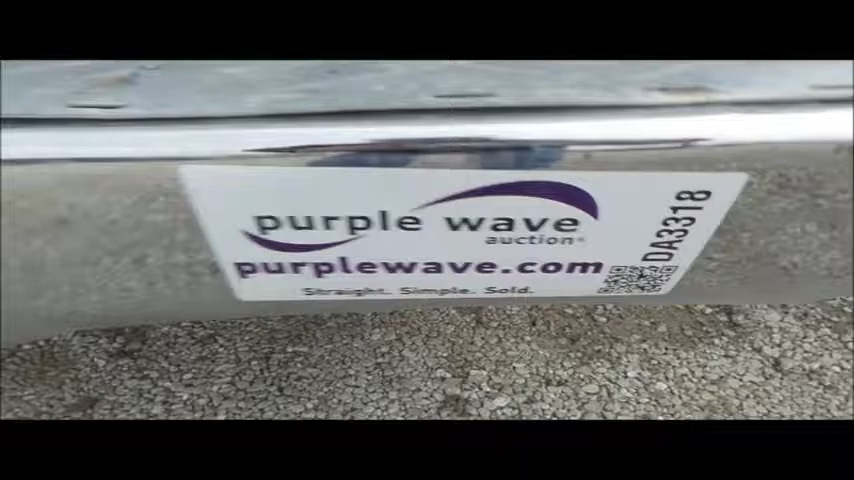 purple wave
auction
purplewave.com
Straight. Simple. Sold.
DA3318